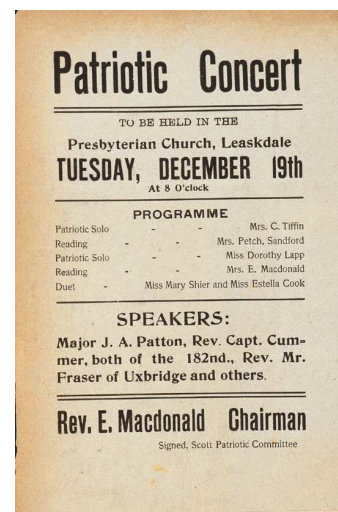 Patriotic Concert
TO BE HELD IN THE
Presbyterian Church, Leaskdale
TUESDAY, DECEMBER 19th
At 8 O'clock
PROGRAMME
Patriotic Solo - - Mrs. C. Tiffin
Reading - - Mrs. Petch, Sandford
Patriotic Solo - - Miss Dorothy Lapp
Reading - - Mrs. E. Macdonald
Duet - Miss Mary Shier and Miss Estella Cook
SPEAKERS:
Major J. A. Patton, Rev. Capt. Cum-
mer, both of the 182nd., Rev. Mr.
Fraser of Uxbridge and others.
Rev. E. Macdonald Chairman
Signed, Scott Patriotic Committee